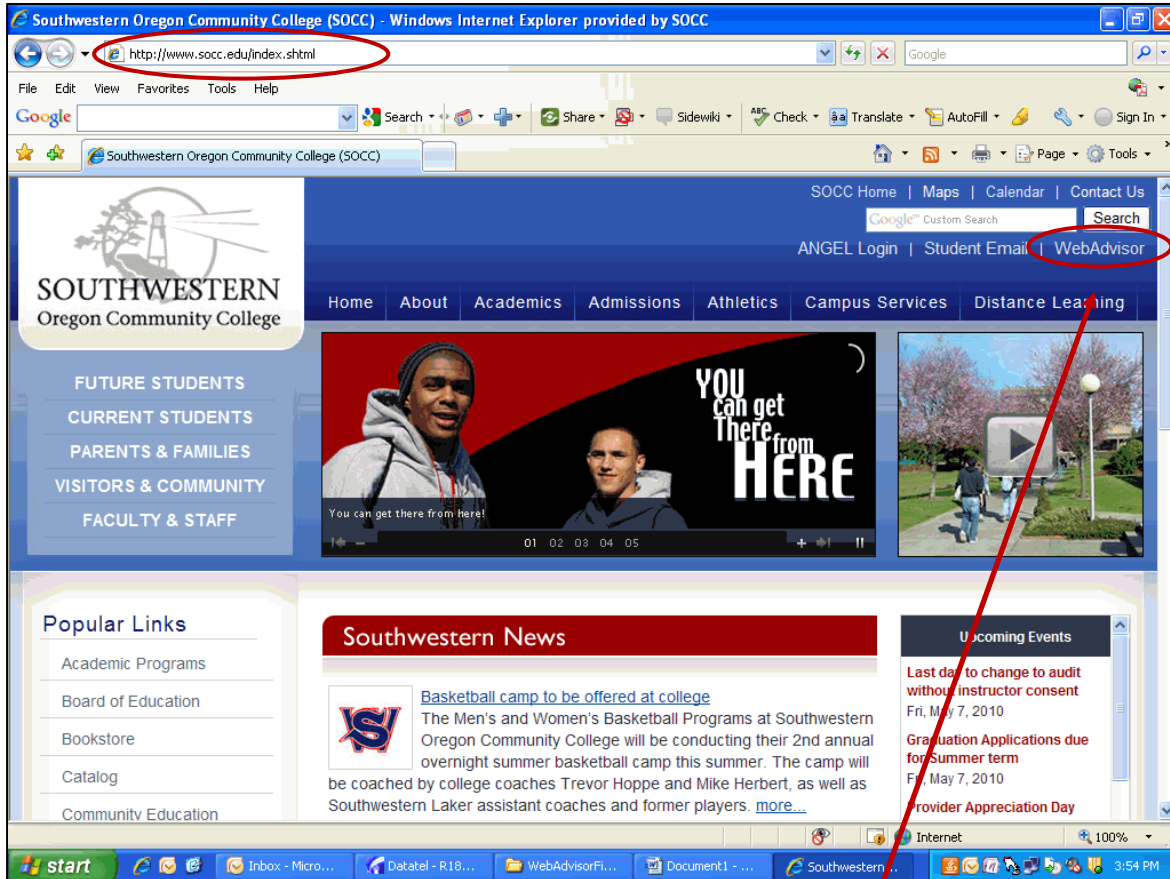 Southwestern Oregon Community College (SOCC) - Windows Internet Explorer provided by SOCC
http://www.socc.edu/index.shtml
Google
File Edit View Favorites Tools Help
Google
Search
Share
Sidewiki
ABC Check
āa Translate
AutoFill
Sign In
Southwestern Oregon Community College (SOCC)
Page
Tools
SOCC Home | Maps | Calendar | Contact Us
Google™ Custom Search
Search
ANGEL Login | Student Email | WebAdvisor
SOUTHWESTERN
Oregon Community College
Home About Academics Admissions Athletics Campus Services Distance Learning
FUTURE STUDENTS
CURRENT STUDENTS
PARENTS & FAMILIES
VISITORS & COMMUNITY
FACULTY & STAFF
YOU
can get
There
from
HERE
You can get there from here!
01 02 03 04 05
Popular Links
Academic Programs
Board of Education
Bookstore
Catalog
Community Education
Southwestern News
SW
Basketball camp to be offered at college
The Men's and Women's Basketball Programs at Southwestern
Oregon Community College will be conducting their 2nd annual
overnight summer basketball camp this summer. The camp will
be coached by college coaches Trevor Hoppe and Mike Herbert, as well as
Southwestern Laker assistant coaches and former players. more...
Upcoming Events
Last day to change to audit
without instructor consent
Fri, May 7, 2010
Graduation Applications due
for Summer term
Fri, May 7, 2010
Provider Appreciation Day
Internet
100%
start
Inbox - Micro...
Datatel - R18...
WebAdvisorFi...
Document1 - ...
Southwestern...
3:54 PM